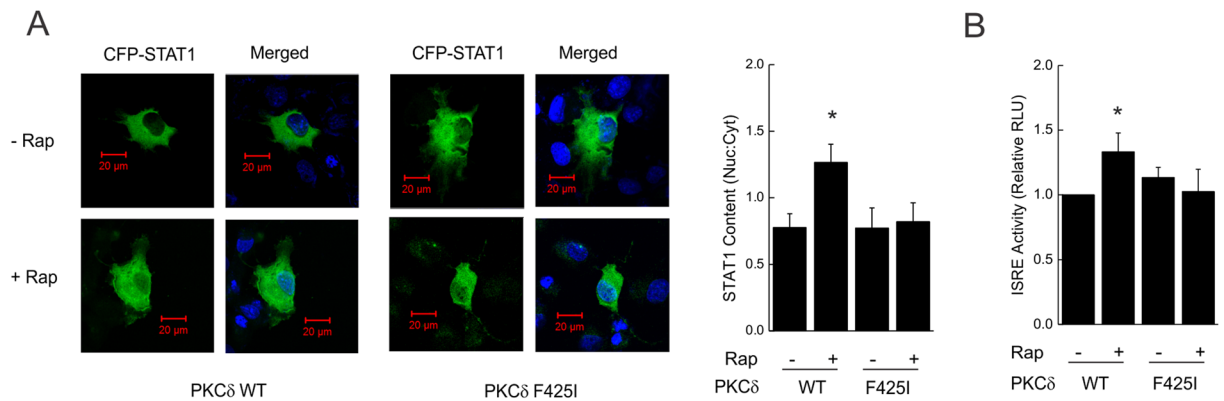 A
CFP-STAT1 Merged CFP-STAT1 Merged
- Rap
20 µm 20 µm 20 µm 20 µm
+ Rap
20 µm 20 µm 20 µm 20 µm
PKCδ WT PKCδ F425I
STAT1 Content (Nuc:Cyt)
2.0
1.5
1.0
0.5
0.0
*
Rap - + - +
PKCδ WT F425I
B
ISRE Activity (Relative RLU)
2.0
1.5
1.0
0.5
0.0
*
Rap - + - +
PKCδ WT F425I